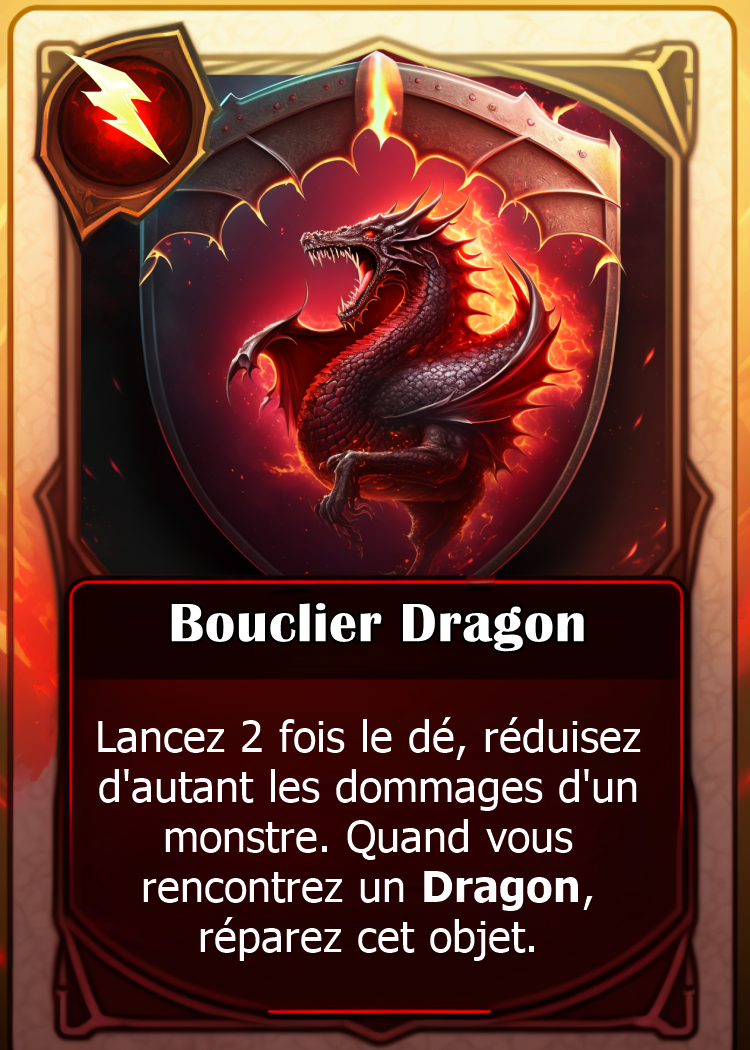 Bouclier Dragon
Lancez 2 fois le dé, réduisez
d'autant les dommages d'un
monstre. Quand vous
rencontrez un Dragon,
réparez cet objet.